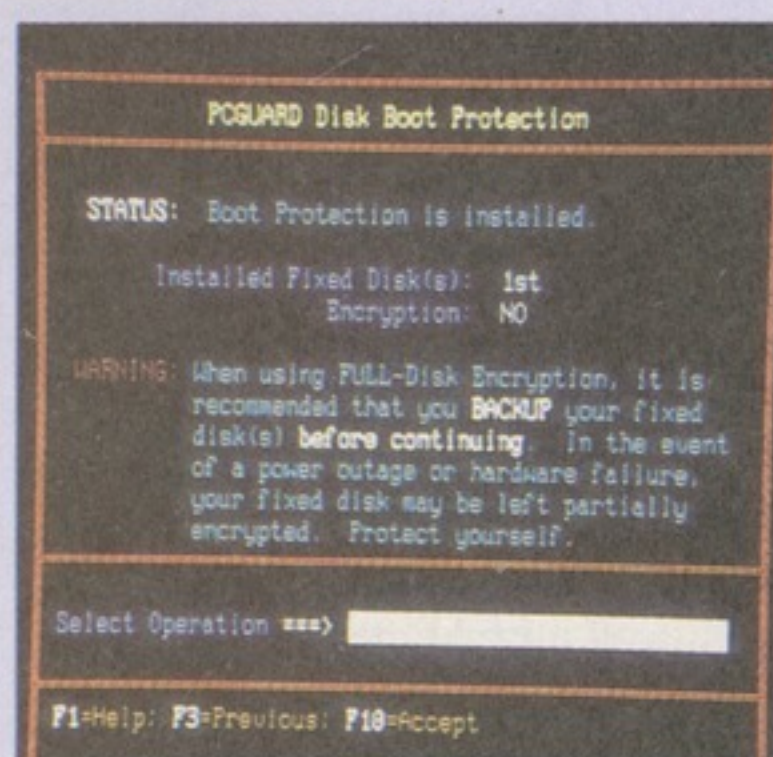 PCGUARD Disk Boot Protection
STATUS: Boot Protection is installed.
Installed Fixed Disk(s): 1st
Encryption: NO
WARNING: When using FULL-Disk Encryption, it is
recommended that you BACKUP your fixed
disk(s) before continuing. In the event
of a power outage or hardware failure,
your fixed disk may be left partially
encrypted. Protect yourself.
Select Operation ===>
F1=Help; F3=Previous; F10=Accept